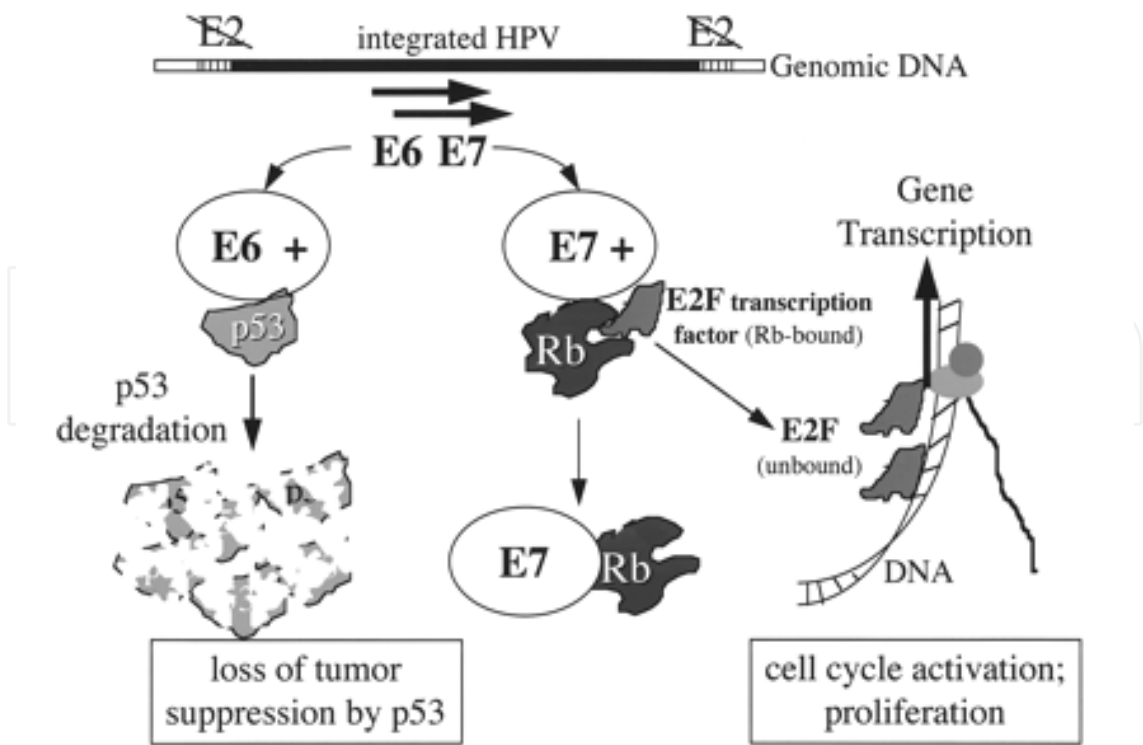 E2
integrated HPV
E2
Genomic DNA
E6 E7
E6 +
p53
p53
degradation
loss of tumor
suppression by p53
E7 +
Rb
E2F transcription
factor (Rb-bound)
E2F
(unbound)
E7
Rb
Gene
Transcription
DNA
cell cycle activation;
proliferation